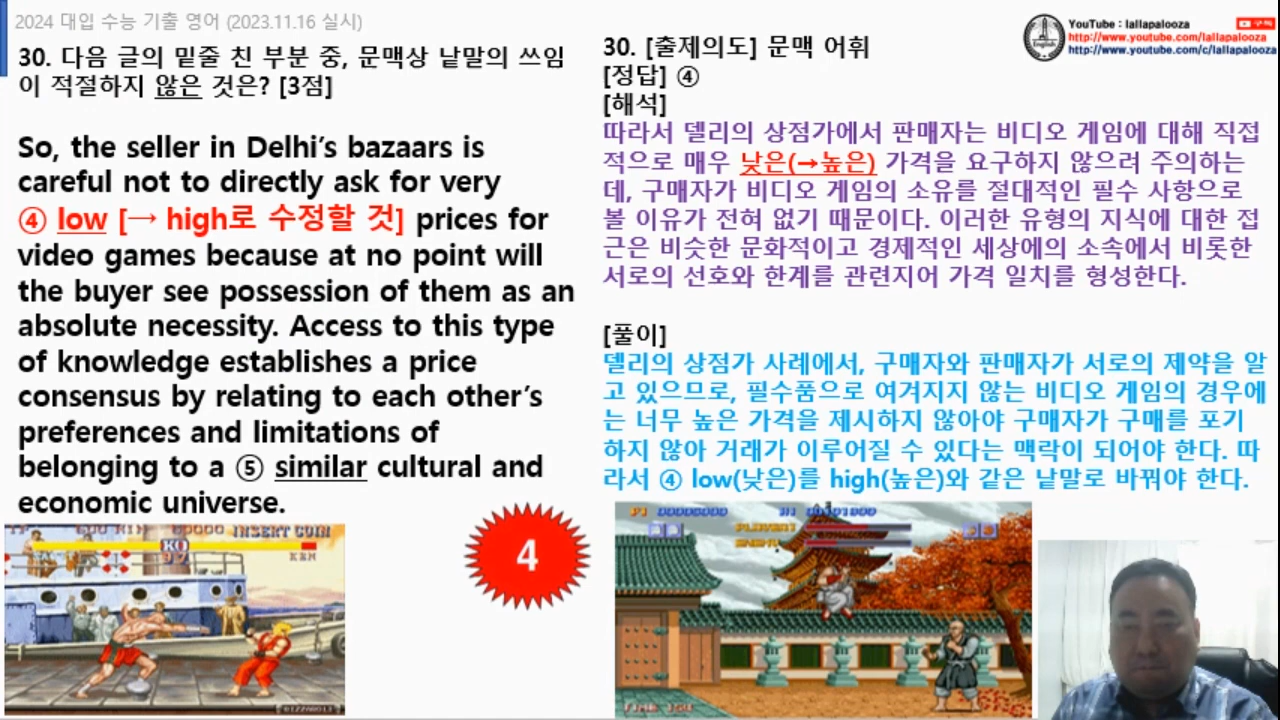 2024 대입 수능 기출 영어 (2023.11.16 실시)
30. 다음 글의 밑줄 친 부분 중, 문맥상 낱말의 쓰임
이 적절하지 않은 것은? [3점]
So, the seller in Delhi’s bazaars is
careful not to directly ask for very
④ low [→ high로 수정할 것] prices for
video games because at no point will
the buyer see possession of them as an
absolute necessity. Access to this type
of knowledge establishes a price
consensus by relating to each other’s
preferences and limitations of
belonging to a ⑤ similar cultural and
economic universe.
INSERT COIN
KO
KEN
4
30. [출제의도] 문맥 어휘
[정답] ④
[해석]
따라서 델리의 상점가에서 판매자는 비디오 게임에 대해 직접
적으로 매우 낮은(→높은) 가격을 요구하지 않으려 주의하는
데, 구매자가 비디오 게임의 소유를 절대적인 필수 사항으로
볼 이유가 전혀 없기 때문이다. 이러한 유형의 지식에 대한 접
근은 비슷한 문화적이고 경제적인 세상에의 소속에서 비롯한
서로의 선호와 한계를 관련지어 가격 일치를 형성한다.
[풀이]
델리의 상점가 사례에서, 구매자와 판매자가 서로의 제약을 알
고 있으므로, 필수품으로 여겨지지 않는 비디오 게임의 경우에
는 너무 높은 가격을 제시하지 않아야 구매자가 구매를 포기
하지 않아 거래가 이루어질 수 있다는 맥락이 되어야 한다. 따
라서 ④ low(낮은)를 high(높은)와 같은 낱말로 바꿔야 한다.
YouTube : lallapalooza
구독
http://www.youtube.com/lallapalooza
http://www.youtube.com/c/lallapalooza